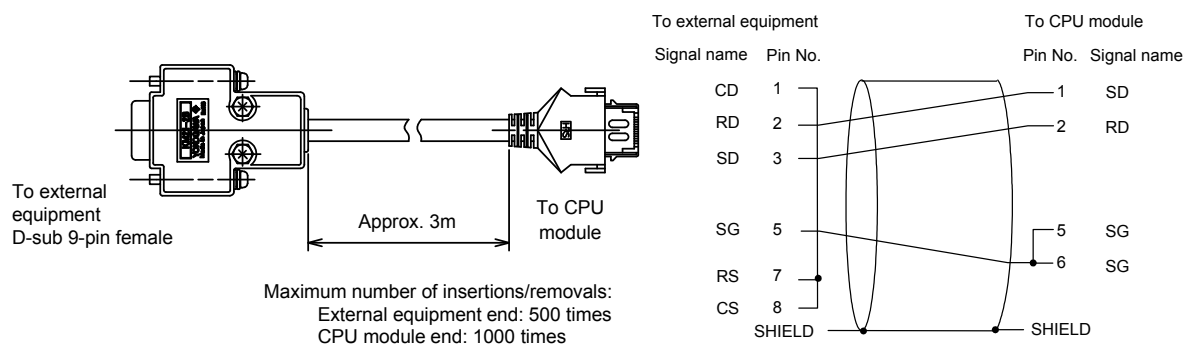 To external
equipment
D-sub 9-pin female
Approx. 3m
To CPU
module
Maximum number of insertions/removals:
External equipment end: 500 times
CPU module end: 1000 times
To external equipment To CPU module
Signal name Pin No. Pin No. Signal name
CD 1 1 SD
RD 2 2 RD
SD 3
SG 5 5 SG
6 SG
RS 7
CS 8
SHIELD SHIELD